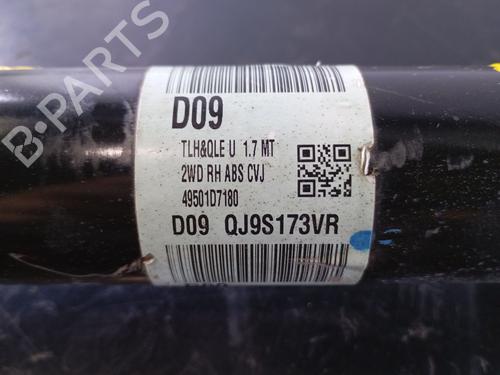 D09
TLH&QLE U 1.7 MT
2WD RH ABS CVJ
49501D7180
D09 QJ9S173VR
B-PARTS